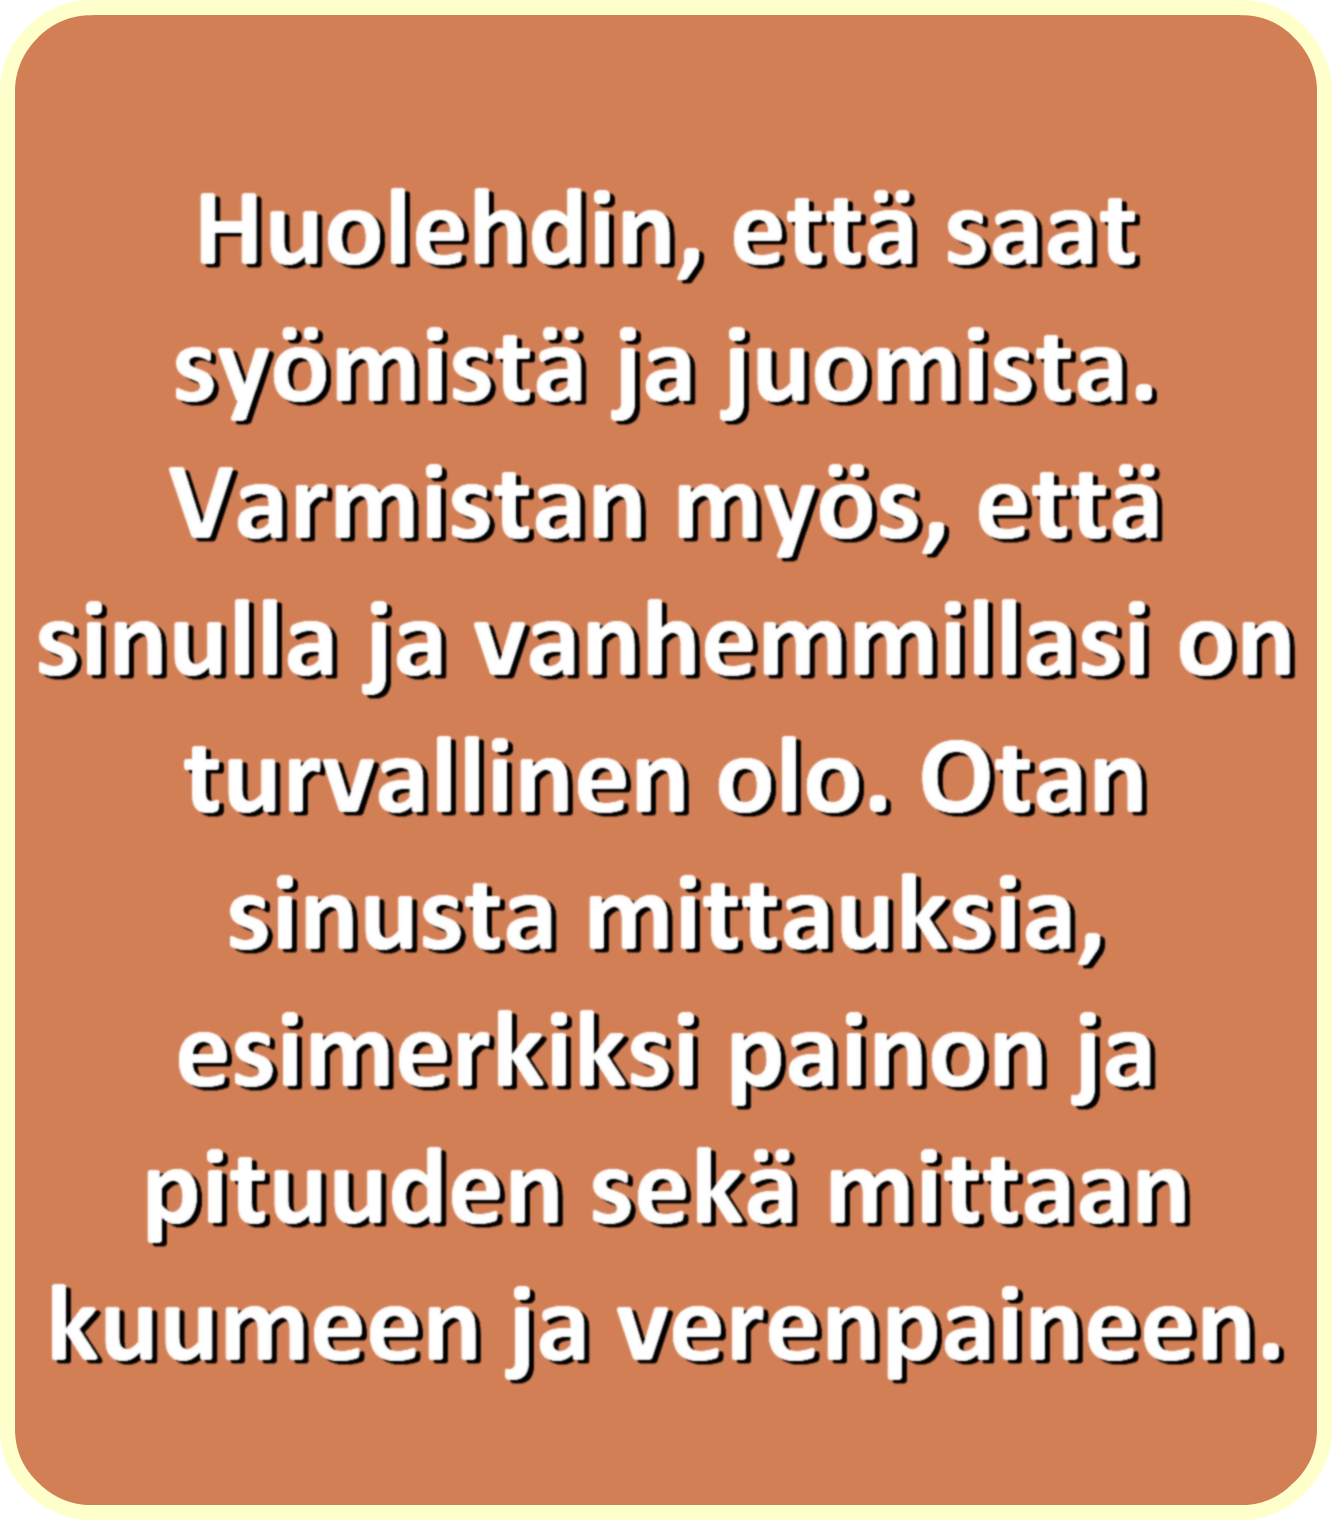 Huolehdin, että saat
syömistä ja juomista.
Varmistan myös, että
sinulla ja vanhemmillasi on
turvallinen olo. Otan
sinusta mittauksia,
esimerkiksi painon ja
pituuden sekä mittaan
kuumeen ja verenpaineen.